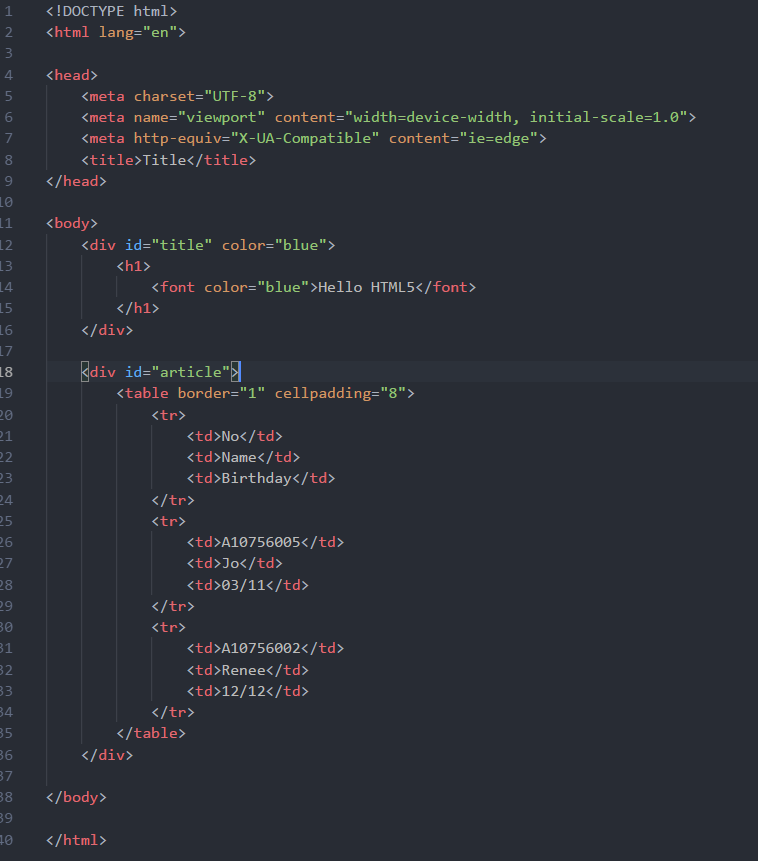 1 <!DOCTYPE html>
2 <html lang="en">
3
4 <head>
5 <meta charset="UTF-8">
6 <meta name="viewport" content="width=device-width, initial-scale=1.0">
7 <meta http-equiv="X-UA-Compatible" content="ie=edge">
8 <title>Title</title>
9 </head>
10
11 <body>
12 <div id="title" color="blue">
13 <h1>
14 <font color="blue">Hello HTML5</font>
15 </h1>
16 </div>
17
18 <div id="article">
19 <table border="1" cellpadding="8">
20 <tr>
21 <td>No</td>
22 <td>Name</td>
23 <td>Birthday</td>
24 </tr>
25 <tr>
26 <td>A10756005</td>
27 <td>Jo</td>
28 <td>03/11</td>
29 </tr>
30 <tr>
31 <td>A10756002</td>
32 <td>Renee</td>
33 <td>12/12</td>
34 </tr>
35 </table>
36 </div>
37
38 </body>
39
40 </html>